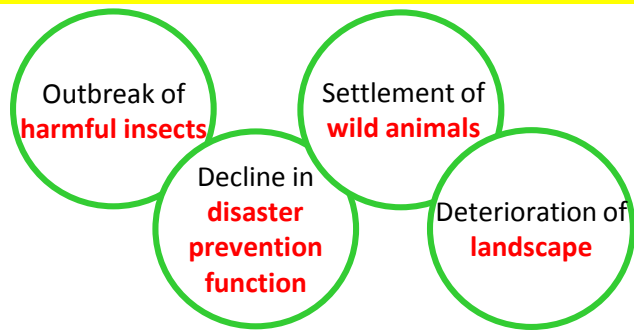 Outbreak of
harmful insects
Decline in
disaster
prevention
function
Settlement of
wild animals
Deterioration of
landscape